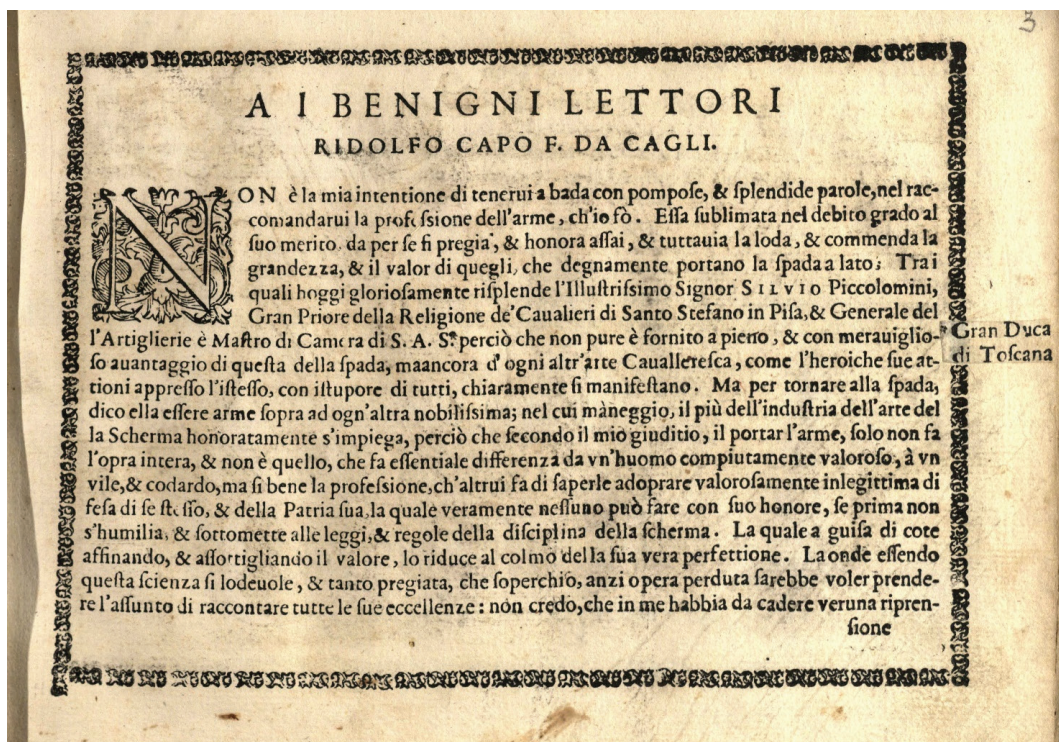 3
A I BENIGNI LETTORI
RIDOLFO CAPO F. DA CAGLI.
NON è la mia intentione di tenerui a bada con pompose, & ſplendide parole, nel rac-
comandarui la profeſſione dell'arme, ch'io fò. Eſſa ſublimata nel debito grado al
ſuo merito da per ſe ſi pregia, & honora aſſai, & tuttauia la loda, & commenda la
grandezza, & il valor di quegli, che degnamente portano la ſpada a lato; Tra i
quali hoggi glorioſamente riſplende l'Illuſtriſſimo Signor SILVIO Piccolomini,
Gran Priore della Religione de' Caualieri di Santo Stefano in Piſa, & Generale del
l'Artiglierie è Maſtro di Camera di S. A. S. perciò che non pure è fornito a pieno, & con merauiglio-
ſo auantaggio di queſta della ſpada, maancora d' ogni altr'arte Caualleresca, come l'heroiche ſue at-
tioni appreſſo l'iſteſſo, con iſtupore di tutti, chiaramente ſi manifeſtano. Ma per tornare alla ſpada,
dico ella eſſere arme ſopra ad ogn'altra nobiliſſima; nel cui màneggio, il più dell'induſtria dell'arte del
la Scherma honoratamente s'impiega, perciò che ſecondo il mio giuditio, il portar l'arme, ſolo non fa
l'opra intera, & non è quello, che fa eſſentiale differenza da vn'huomo compiutamente valoroſo, à vn
vile, & codardo, ma ſi bene la profeſſione, ch'altrui fa di ſaperle adoprare valoroſamente inlegittima di
feſa di ſe ſteſſo, & della Patria ſua, la quale veramente neſſuno può fare con ſuo honore, ſe prima non
s'humilia, & ſottomette alle leggi, & regole della diſciplina della ſcherma. La quale a guiſa di cote
affinando, & aſſortigliando il valore, lo riduce al colmo della ſua vera perfettione. La onde eſſendo
queſta ſcienza ſi lodeuole, & tanto pregiata, che ſoperchio, anzi opera perduta ſarebbe voler prende-
re l'aſſunto di raccontare tutte le ſue eccellenze: non credo, che in me habbia da cadere veruna ripren-
ſione
* Gran Duca
di Toscana